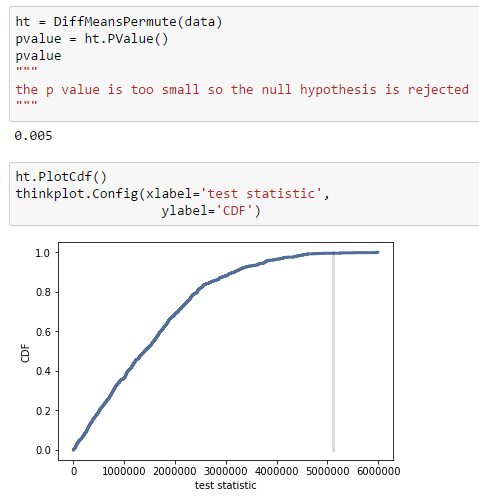 ht = DiffMeansPermute(data)
pvalue = ht.PValue()
pvalue
"""
the p value is too small so the null hypothesis is rejected
"""
0.005
ht.PlotCdf()
thinkplot.Config(xlabel='test statistic',
ylabel='CDF')
1.0
0.8
0.6
0.4
0.2
0.0
CDF
0 1000000 2000000 3000000 4000000 5000000 6000000
test statistic